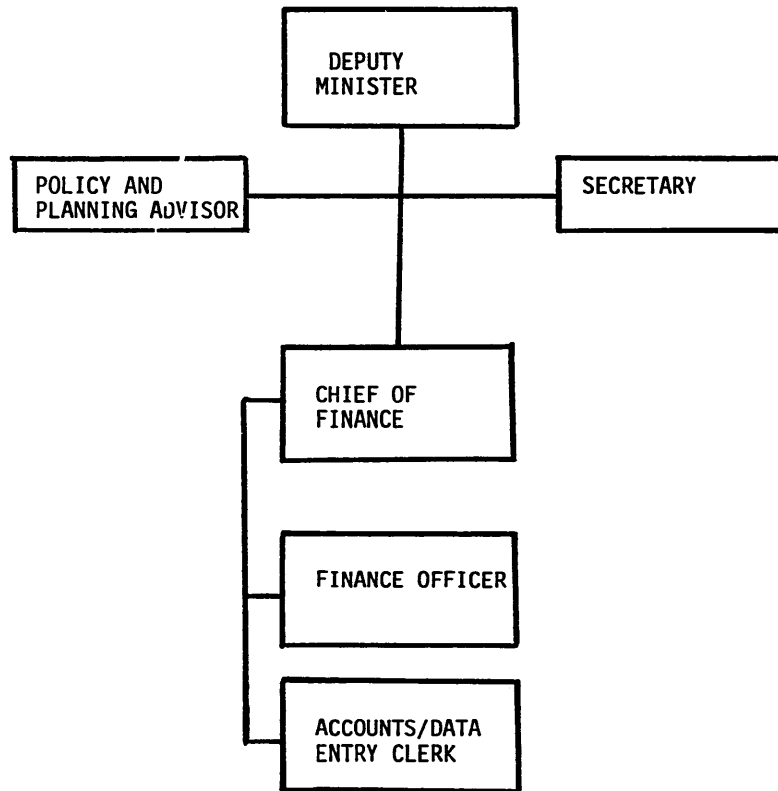 DEPUTY
MINISTER
POLICY AND
PLANNING ADVISOR
SECRETARY
CHIEF OF
FINANCE
FINANCE OFFICER
ACCOUNTS/DATA
ENTRY CLERK